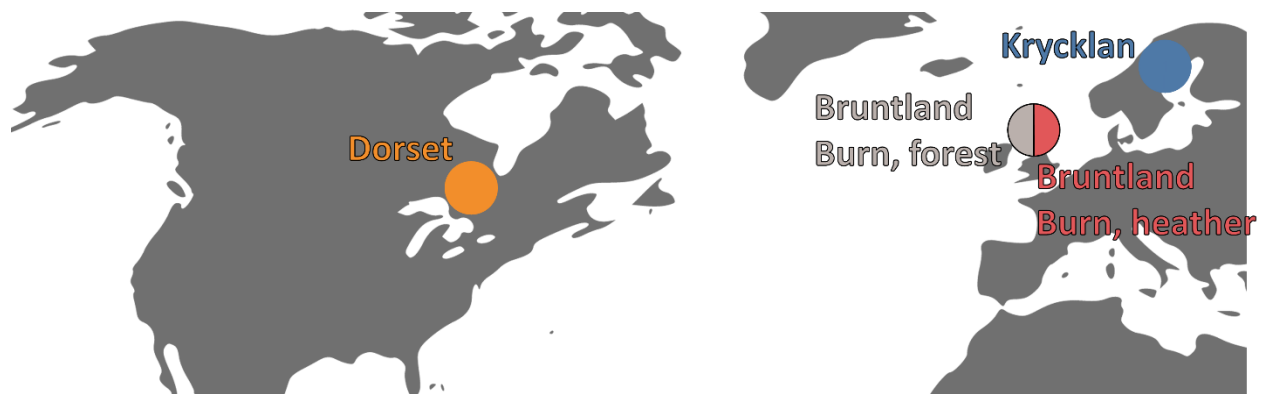 Krycklan
Bruntland
Burn, forest
Dorset
Bruntland
Burn, heather